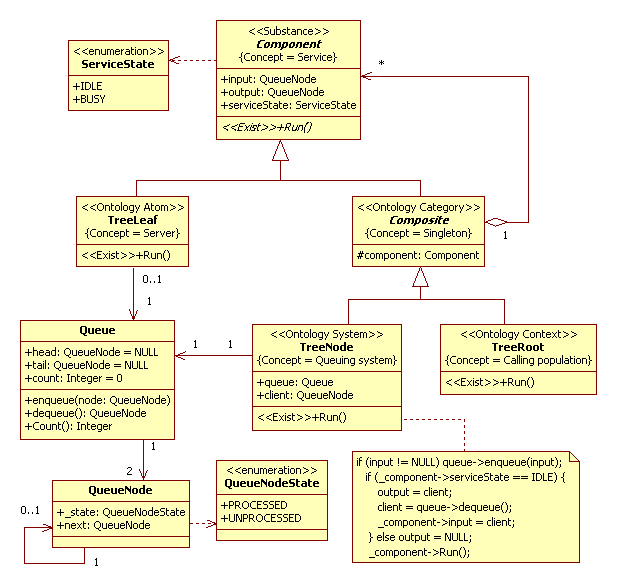 <<Substance>>
Component
{Concept = Service}
+input: QueueNode
+output: QueueNode
+serviceState: ServiceState
<<Exist>>+Run()
<<enumeration>>
ServiceState
+IDLE
+BUSY
*
<<Ontology Atom>>
TreeLeaf
{Concept = Server}
<<Exist>>+Run()
<<Ontology Category>>
Composite
{Concept = Singleton}
#component: Component
1
0..1
1
Queue
+head: QueueNode = NULL
+tail: QueueNode = NULL
+count: Integer = 0
+enqueue(node: QueueNode)
+dequeue(): QueueNode
+Count(): Integer
1
1
<<Ontology System>>
TreeNode
{Concept = Queuing system}
+queue: Queue
+client: QueueNode
<<Exist>>+Run()
<<Ontology Context>>
TreeRoot
{Concept = Calling population}
<<Exist>>+Run()
1
2
QueueNode
+_state: QueueNodeState
+next: QueueNode
0..1
1
<<enumeration>>
QueueNodeState
+PROCESSED
+UNPROCESSED
if (input != NULL) queue->enqueue(input);
if (_component->serviceState == IDLE) {
output = client;
client = queue->dequeue();
_component->input = client;
} else output = NULL;
_component->Run();